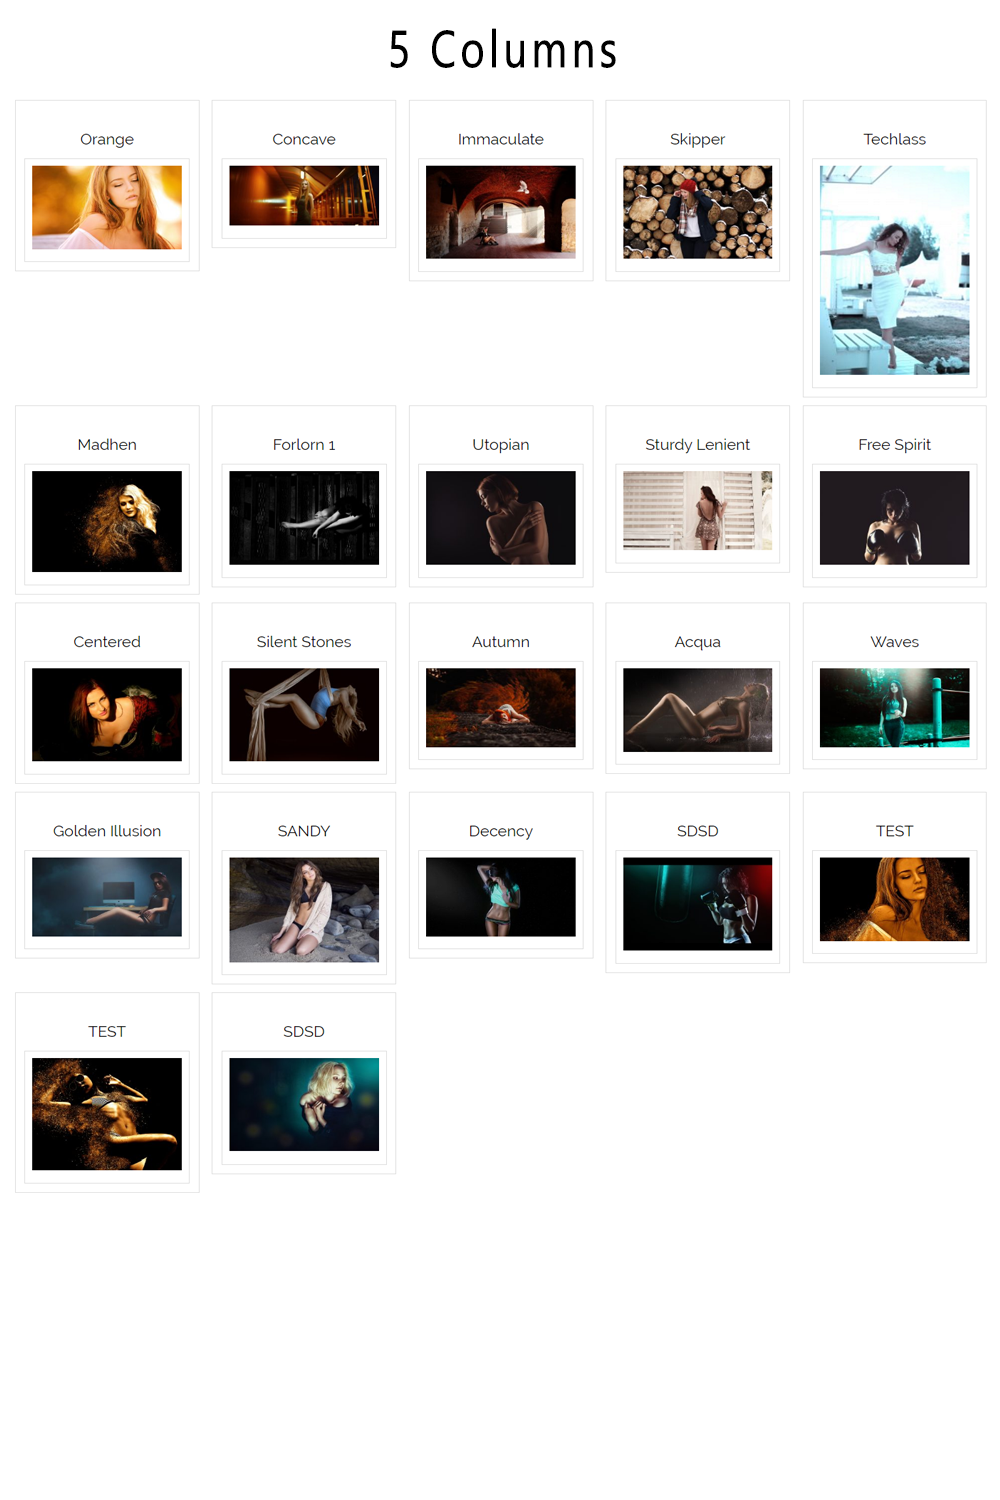 5 Columns
Orange
Concave
Immaculate
Skipper
Techlass
Madhen
Forlorn 1
Utopian
Sturdy Lenient
Free Spirit
Centered
Silent Stones
Autumn
Acqua
Waves
Golden Illusion
SANDY
Decency
SDSD
TEST
TEST
SDSD